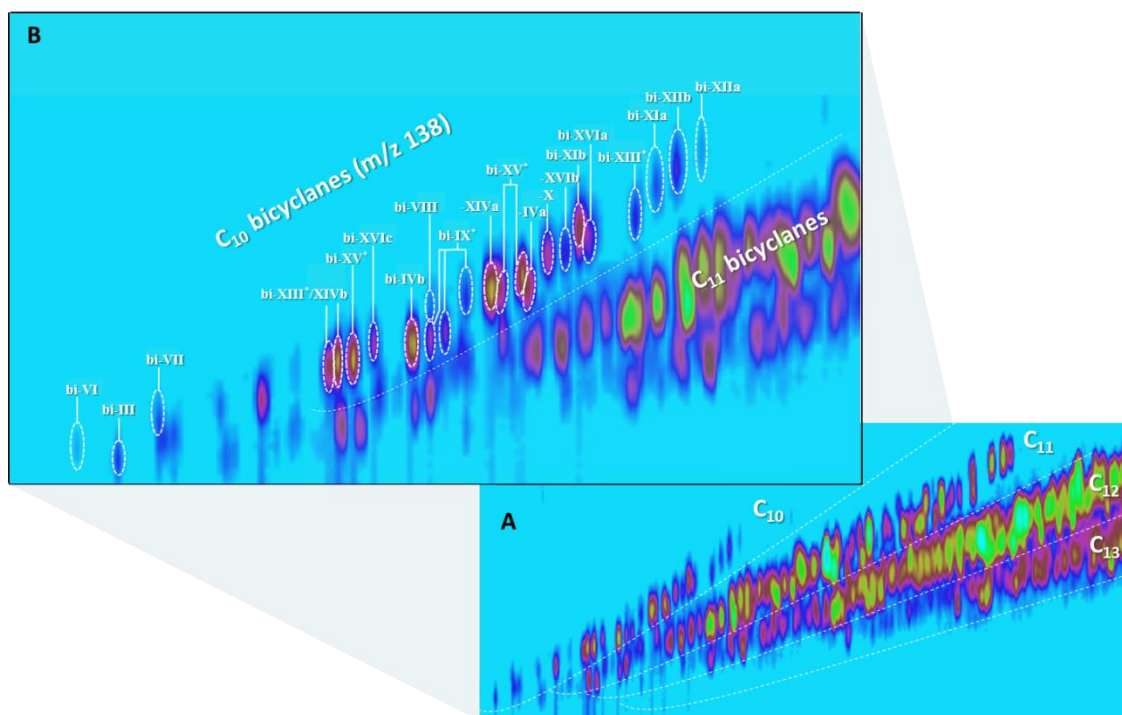 B
C10 bicyclanes (m/z 138)
bi-VI
bi-III
bi-VII
bi-XIII*/XIVb
bi-XV*
bi-XVIc
bi-IVb
bi-VIII
bi-IX*
-XIVa
bi-XV*
-IVa
-X
-XVIb
bi-XIb
bi-XVIa
bi-XIII*
bi-XIa
bi-XIIb
bi-XIIa
C11 bicyclanes
A
C10
C11
C12
C13